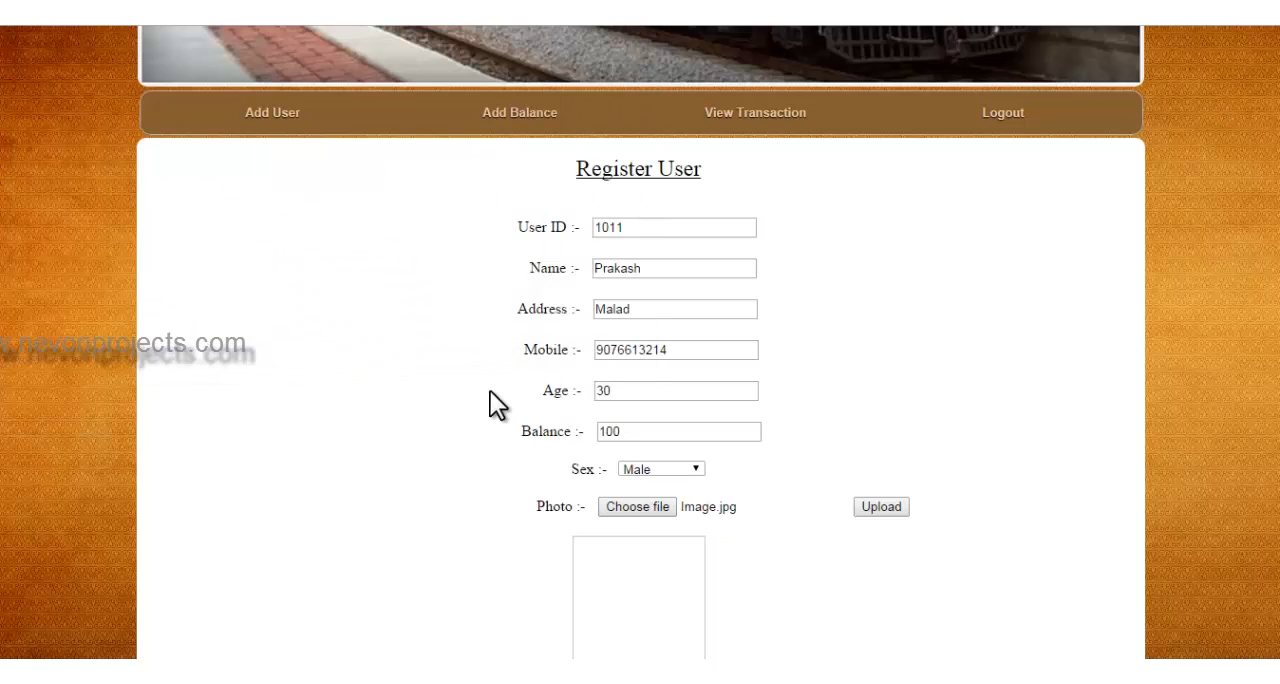 Add User Add Balance View Transaction Logout
Register User
User ID :- 1011
Name :- Prakash
Address :- Malad
www.nevonprojects.com
Mobile :- 9076613214
Age :- 30
Balance :- 100
Sex :- Male
Photo :- Choose file Image.jpg Upload